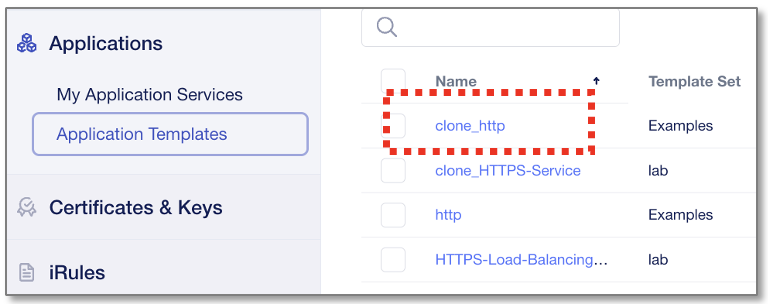 Applications
My Application Services
Application Templates
Certificates & Keys
iRules
Name Template Set
clone_http Examples
clone_HTTPS-Service lab
http Examples
HTTPS-Load-Balancing... lab